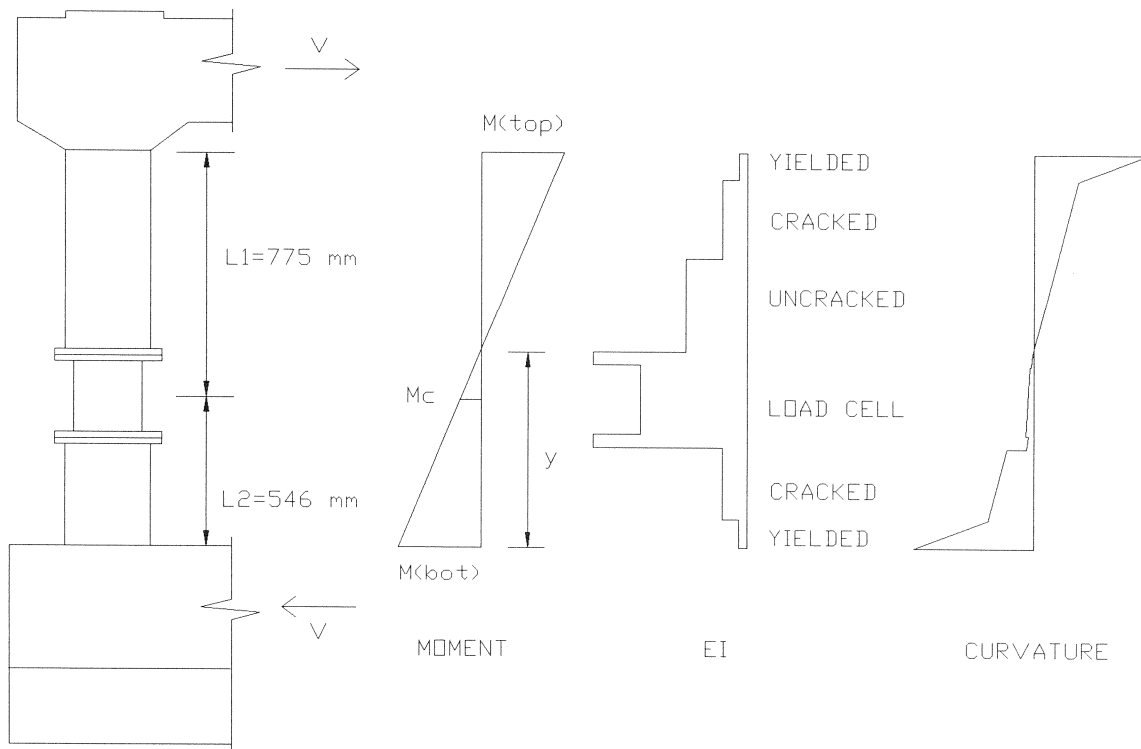 V
M(top)
YIELDED
CRACKED
L1=775 mm
UNCRACKED
Mc
LOAD CELL
y
L2=546 mm
CRACKED
YIELDED
M(bot)
V
MOMENT
EI
CURVATURE